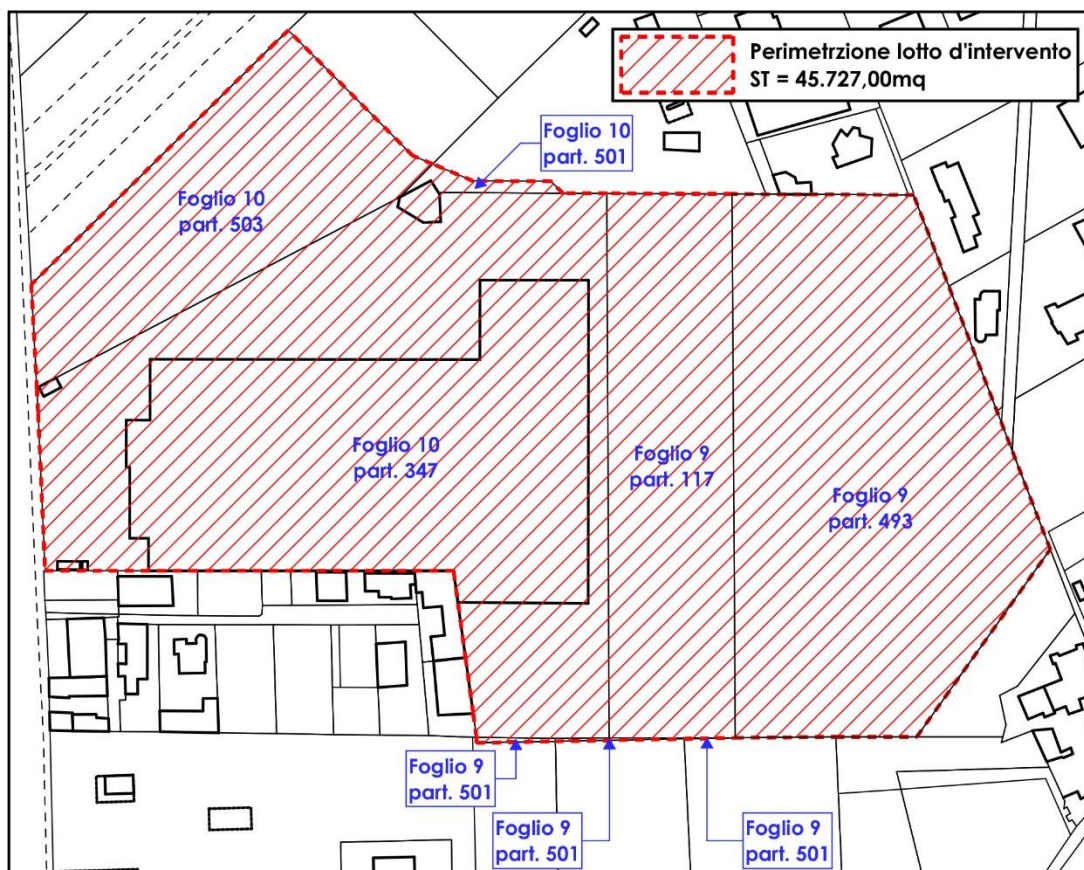 Perimetrzione lotto d'intervento
ST = 45.727,00mq
Foglio 10
part. 501
Foglio 10
part. 503
Foglio 10
part. 347
Foglio 9
part. 117
Foglio 9
part. 493
Foglio 9
part. 501
Foglio 9
part. 501
Foglio 9
part. 501